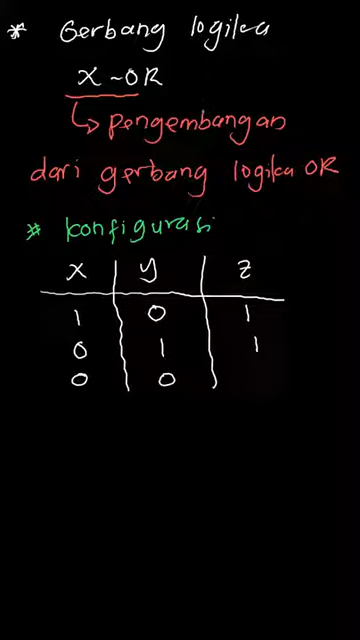 * Gerbang logika
X-OR
↳ pengembangan
dari gerbang logika OR
* konfigurasi
X | y | z
1 | 0 | 1
0 | 1 | 1
0 | 0 |